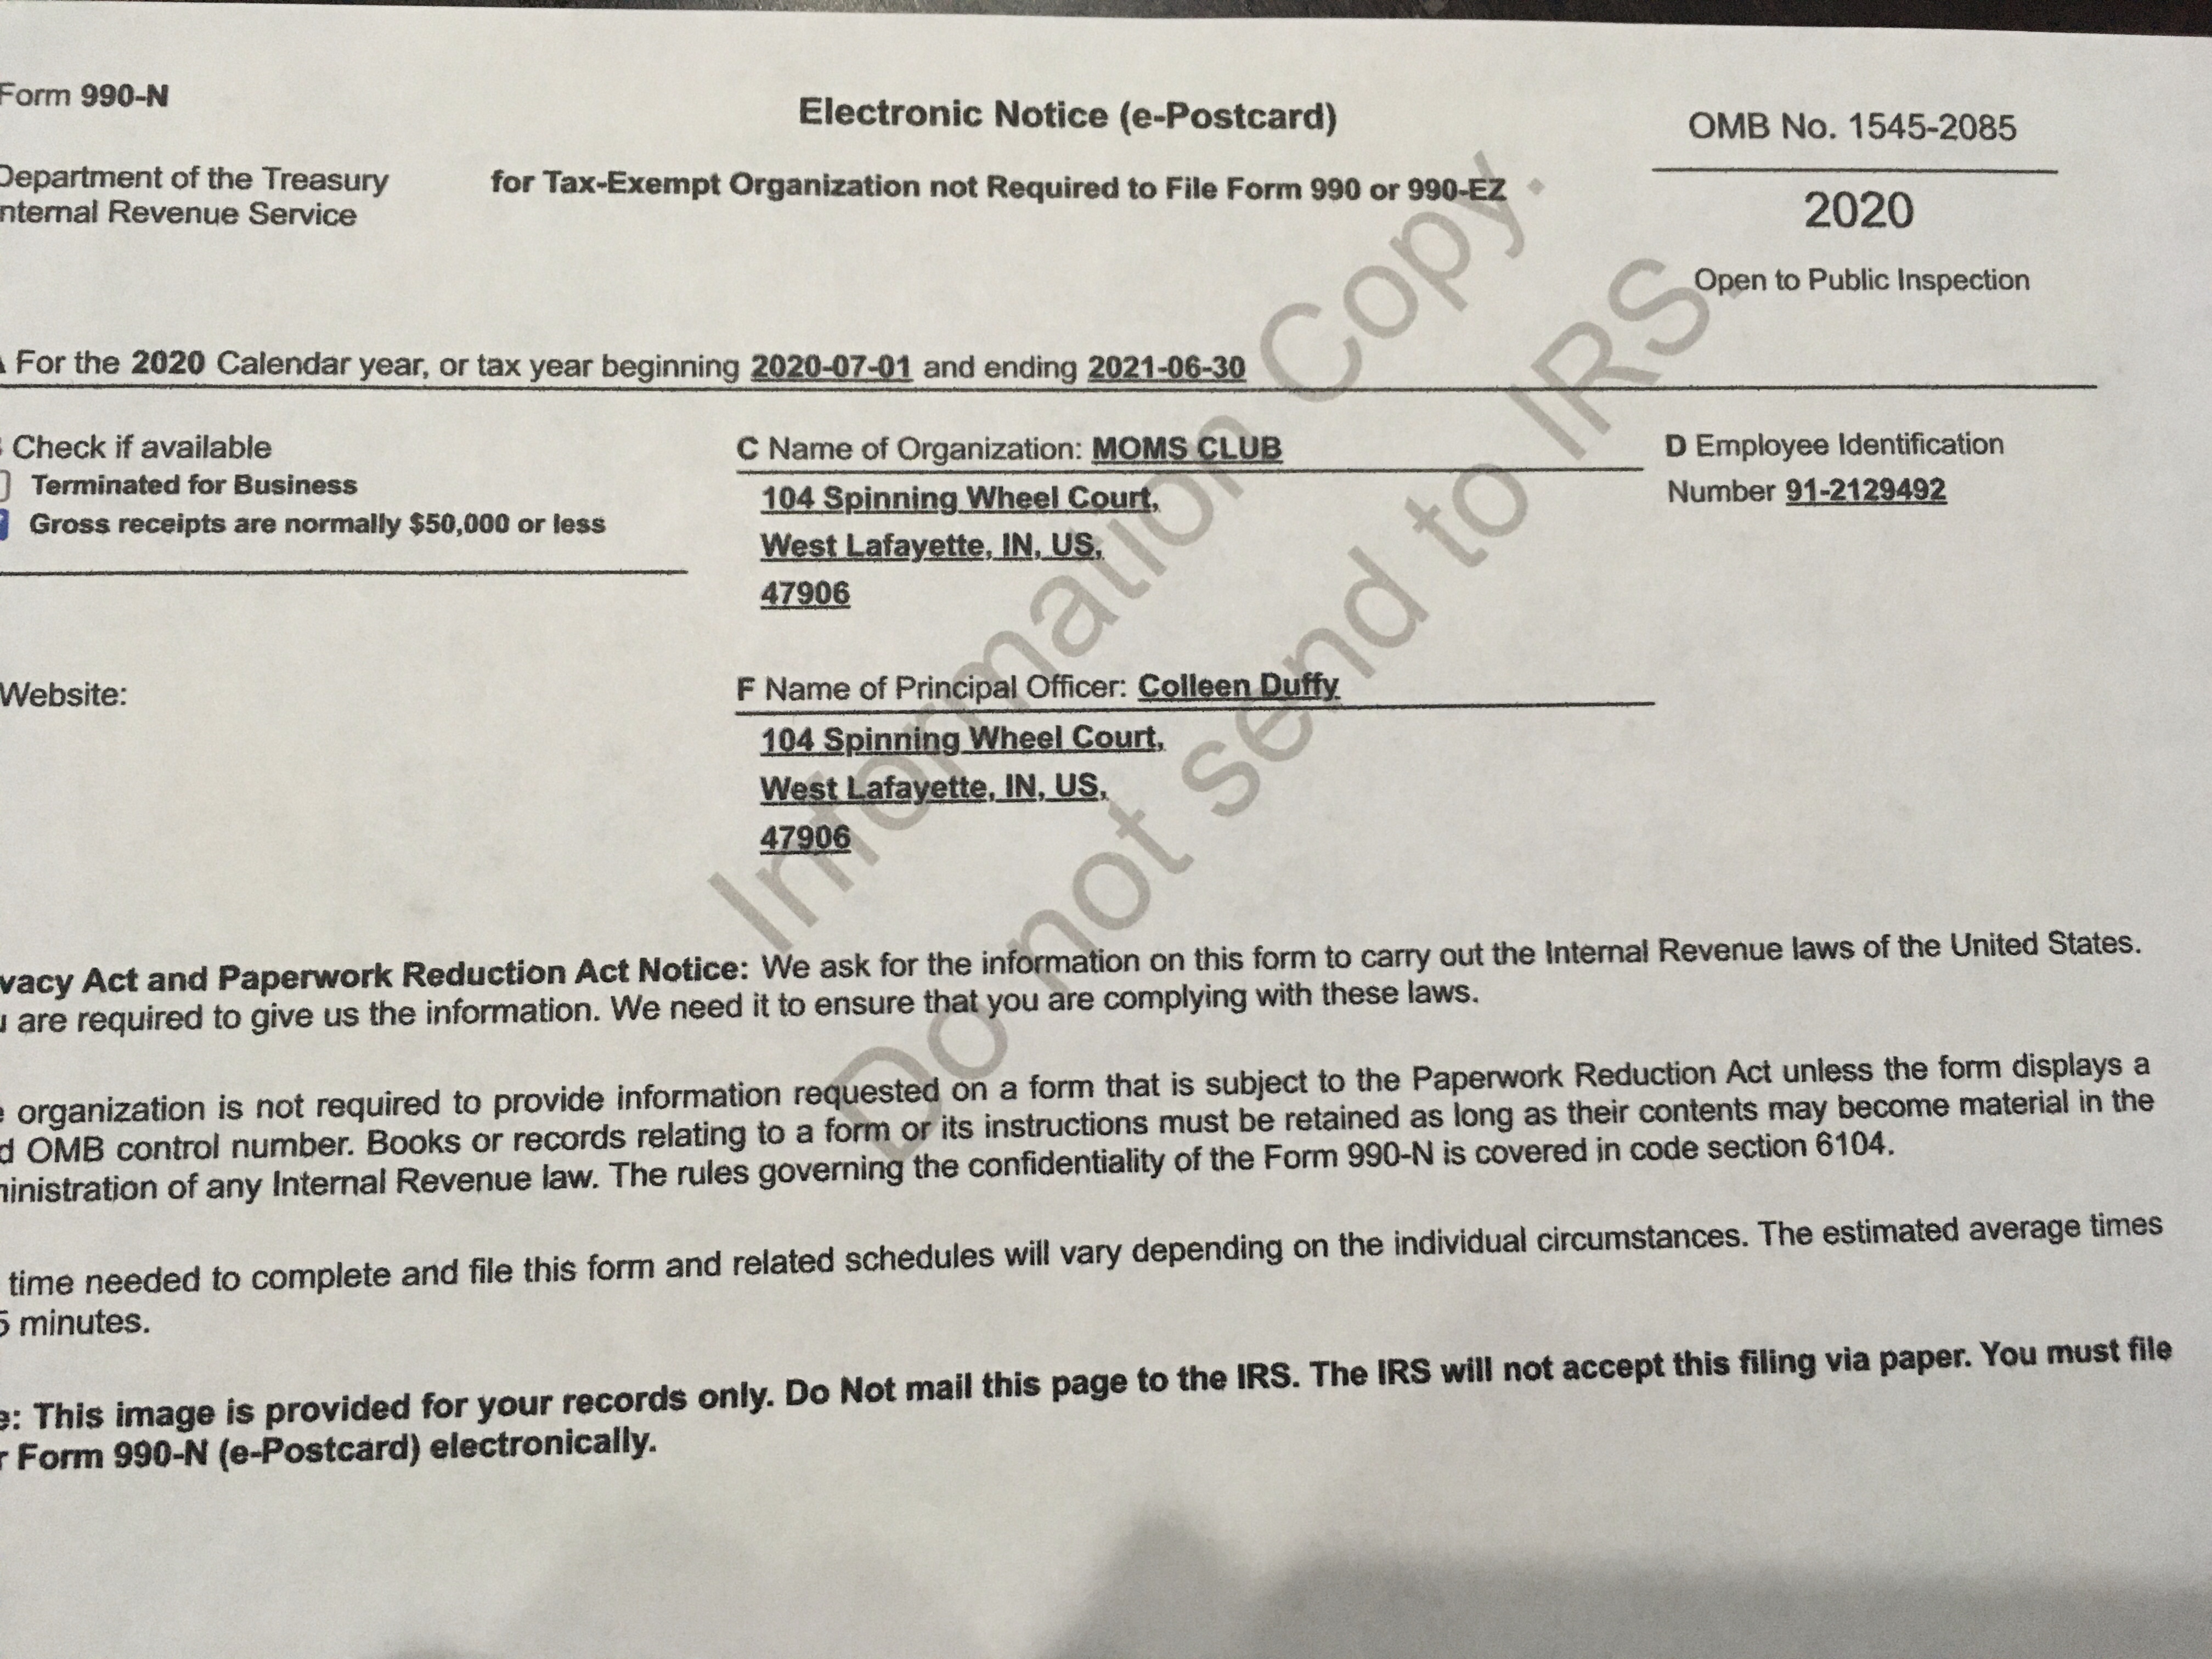 Form 990-N
Electronic Notice (e-Postcard)
OMB No. 1545-2085
Department of the Treasury
Internal Revenue Service
for Tax-Exempt Organization not Required to File Form 990 or 990-EZ
2020
Open to Public Inspection
A For the 2020 Calendar year, or tax year beginning 2020-07-01 and ending 2021-06-30
B Check if available
Terminated for Business
Gross receipts are normally $50,000 or less
C Name of Organization: MOMS CLUB
104 Spinning Wheel Court,
West Lafayette, IN, US,
47906
D Employee Identification
Number 91-2129492
Website:
F Name of Principal Officer: Colleen Duffy
104 Spinning Wheel Court,
West Lafayette, IN, US,
47906
Information Copy.
Do not send to IRS.
vacy Act and Paperwork Reduction Act Notice: We ask for the information on this form to carry out the Internal Revenue laws of the United States.
u are required to give us the information. We need it to ensure that you are complying with these laws.
e organization is not required to provide information requested on a form that is subject to the Paperwork Reduction Act unless the form displays a
d OMB control number. Books or records relating to a form or its instructions must be retained as long as their contents may become material in the
ministration of any Internal Revenue law. The rules governing the confidentiality of the Form 990-N is covered in code section 6104.
time needed to complete and file this form and related schedules will vary depending on the individual circumstances. The estimated average times
5 minutes.
e: This image is provided for your records only. Do Not mail this page to the IRS. The IRS will not accept this filing via paper. You must file
r Form 990-N (e-Postcard) electronically.